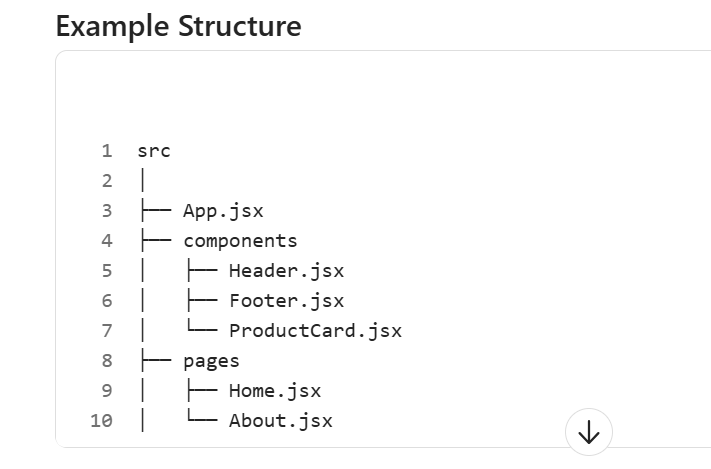 Example Structure
1 src
2 │
3 ├── App.jsx
4 ├── components
5 │   ├── Header.jsx
6 │   ├── Footer.jsx
7 │   └── ProductCard.jsx
8 ├── pages
9 │   ├── Home.jsx
10 │   └── About.jsx